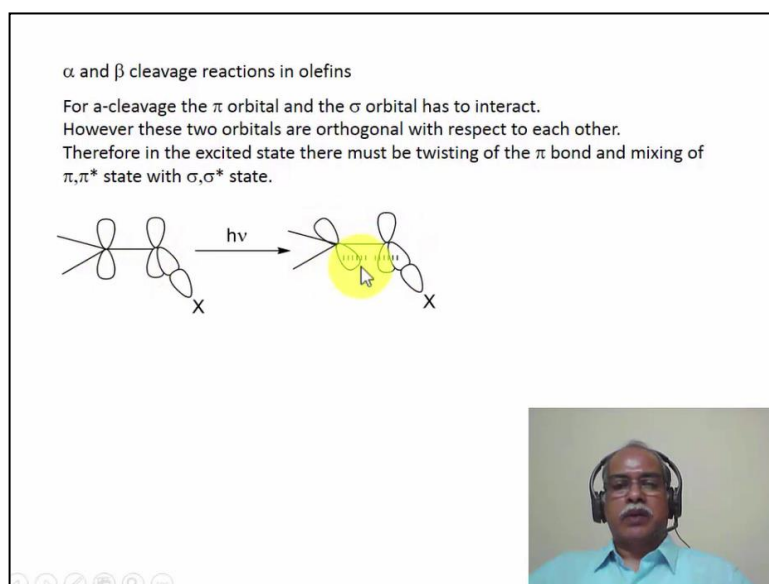 α and β cleavage reactions in olefins
For a-cleavage the π orbital and the σ orbital has to interact.
However these two orbitals are orthogonal with respect to each other.
Therefore in the excited state there must be twisting of the π bond and mixing of
π,π* state with σ,σ* state.
hν
X
X